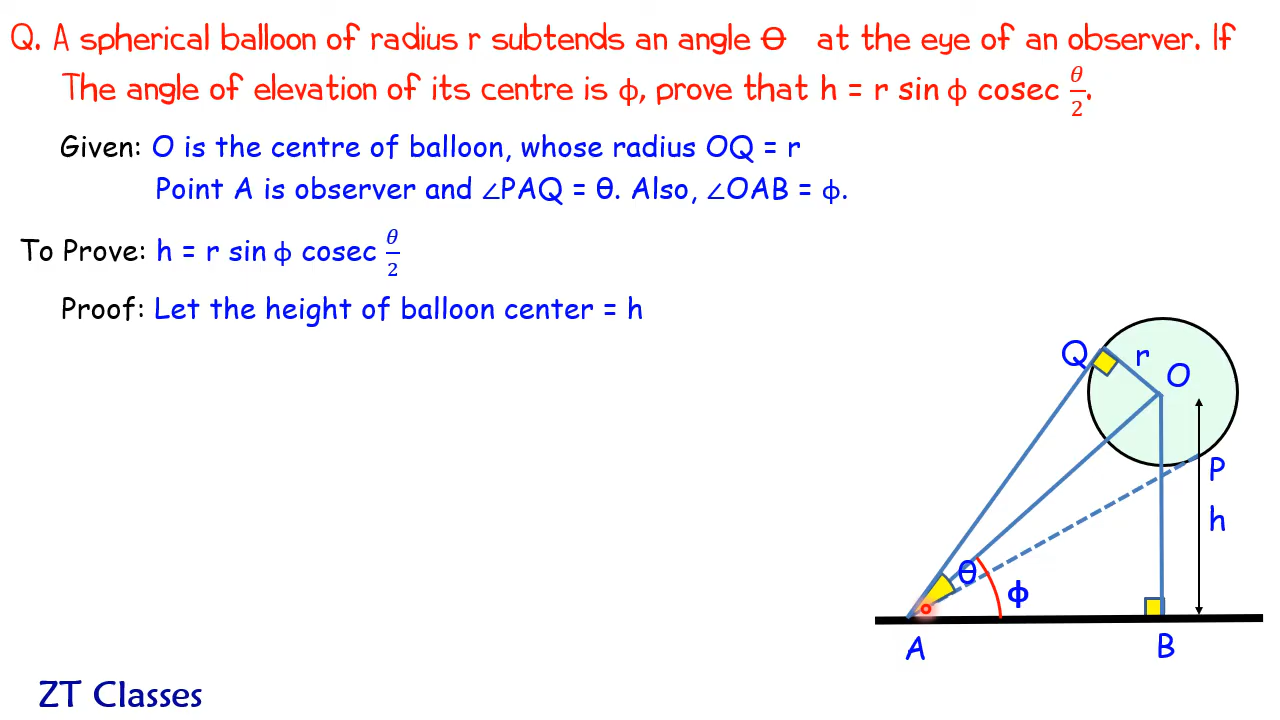 Q. A spherical balloon of radius r subtends an angle θ at the eye of an observer. If
The angle of elevation of its centre is ϕ, prove that h = r sin ϕ cosec θ/2.
Given: O is the centre of balloon, whose radius OQ = r
Point A is observer and ∠PAQ = θ. Also, ∠OAB = ϕ.
To Prove: h = r sin ϕ cosec θ/2
Proof: Let the height of balloon center = h
Q
r
O
P
h
θ
ϕ
A
B
ZT Classes